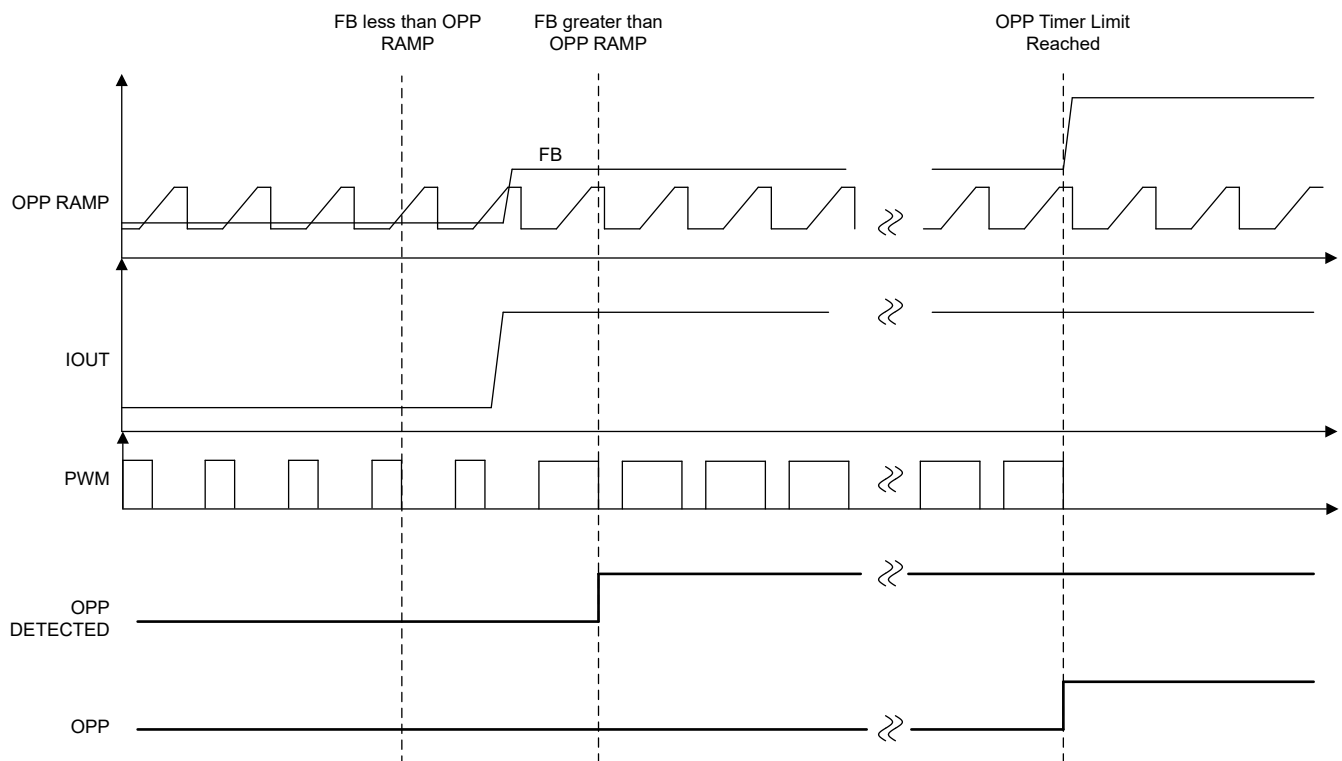 FB less than OPP
RAMP
FB greater than
OPP RAMP
OPP Timer Limit
Reached
FB
OPP RAMP
IOUT
PWM
OPP
DETECTED
OPP